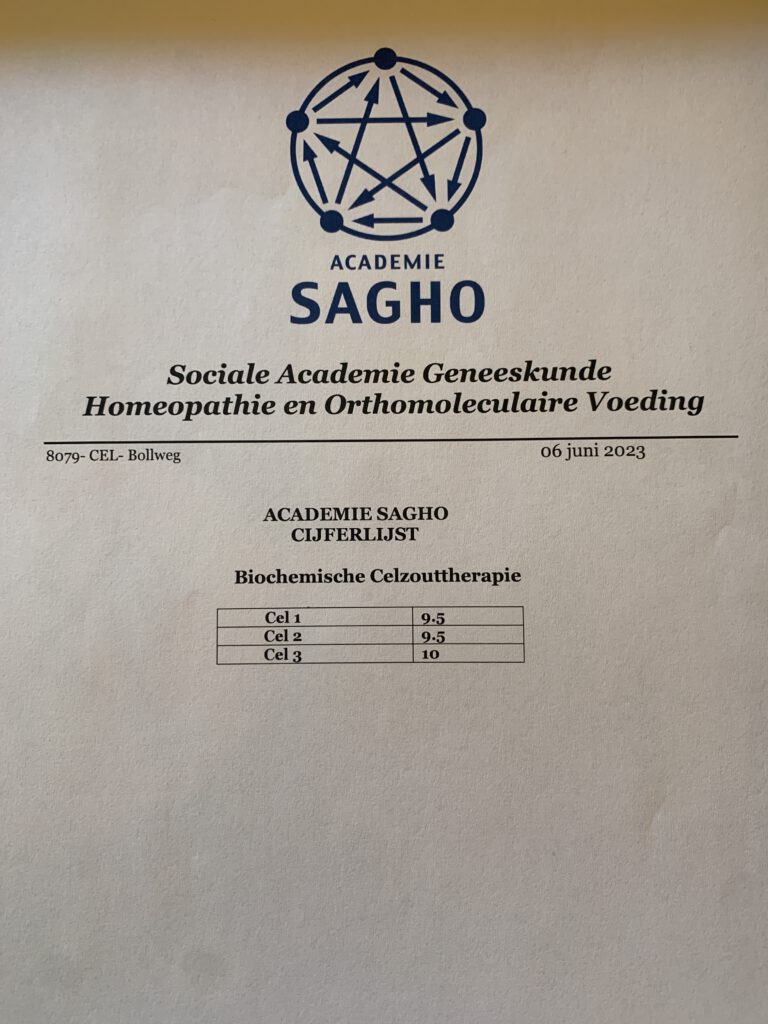 ACADEMIE
SAGHO
Sociale Academie Geneeskunde
Homeopathie en Orthomoleculaire Voeding
8079- CEL- Bollweg 06 juni 2023
ACADEMIE SAGHO
CIJFERLIJST
Biochemische Celzouttherapie
Cel 1 9.5
Cel 2 9.5
Cel 3 10